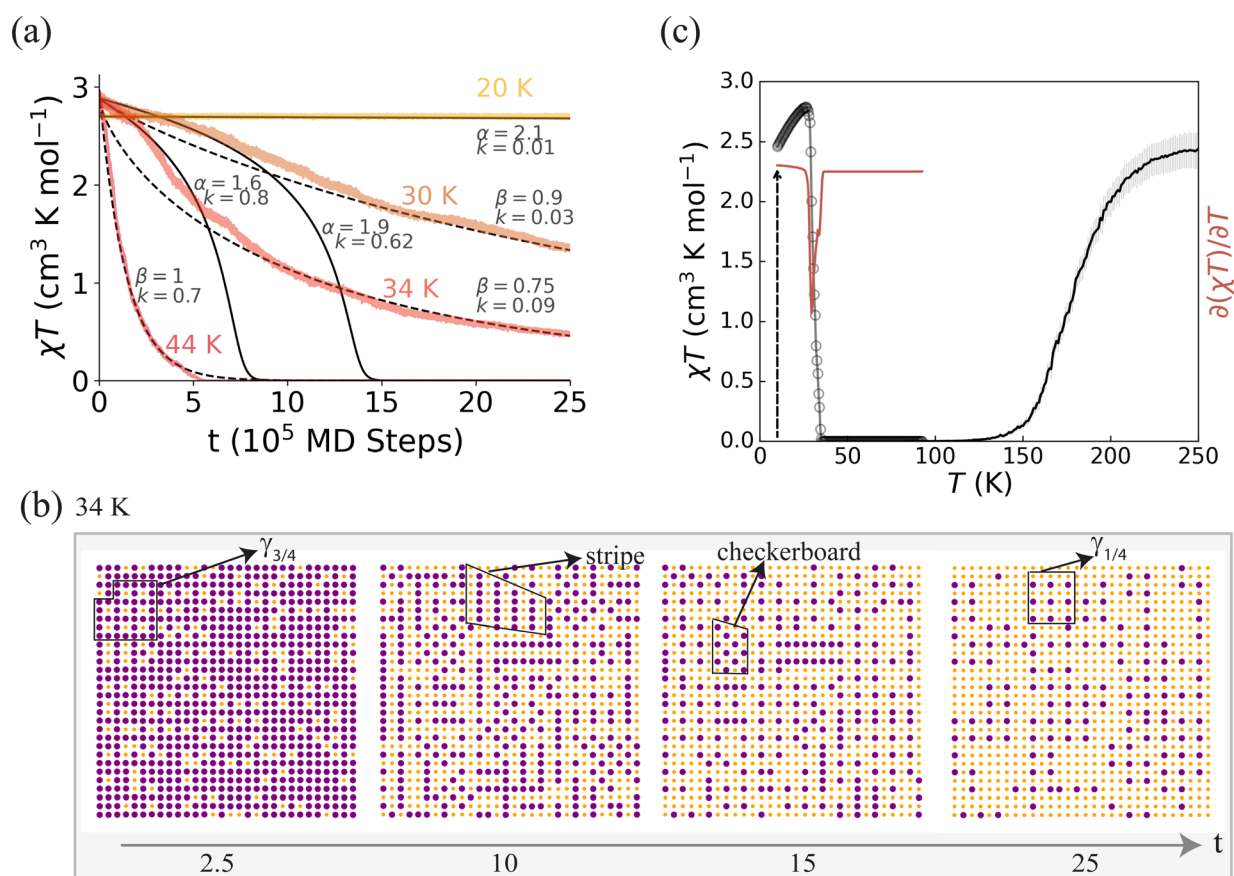 (a)
3
2
1
0
χT (cm³ K mol⁻¹)
20 K
α = 2.1
k = 0.01
α = 1.6
k = 0.8
α = 1.9
k = 0.62
30 K
β = 0.9
k = 0.03
β = 1
k = 0.7
34 K
β = 0.75
k = 0.09
44 K
0 5 10 15 20 25
t (10⁵ MD Steps)
(c)
3.0
2.5
2.0
1.5
1.0
0.5
0.0
χT (cm³ K mol⁻¹)
∂(χT)/∂T
0 50 100 150 200 250
T (K)
(b) 34 K
γ3/4
stripe
checkerboard
γ1/4
t
2.5 10 15 25